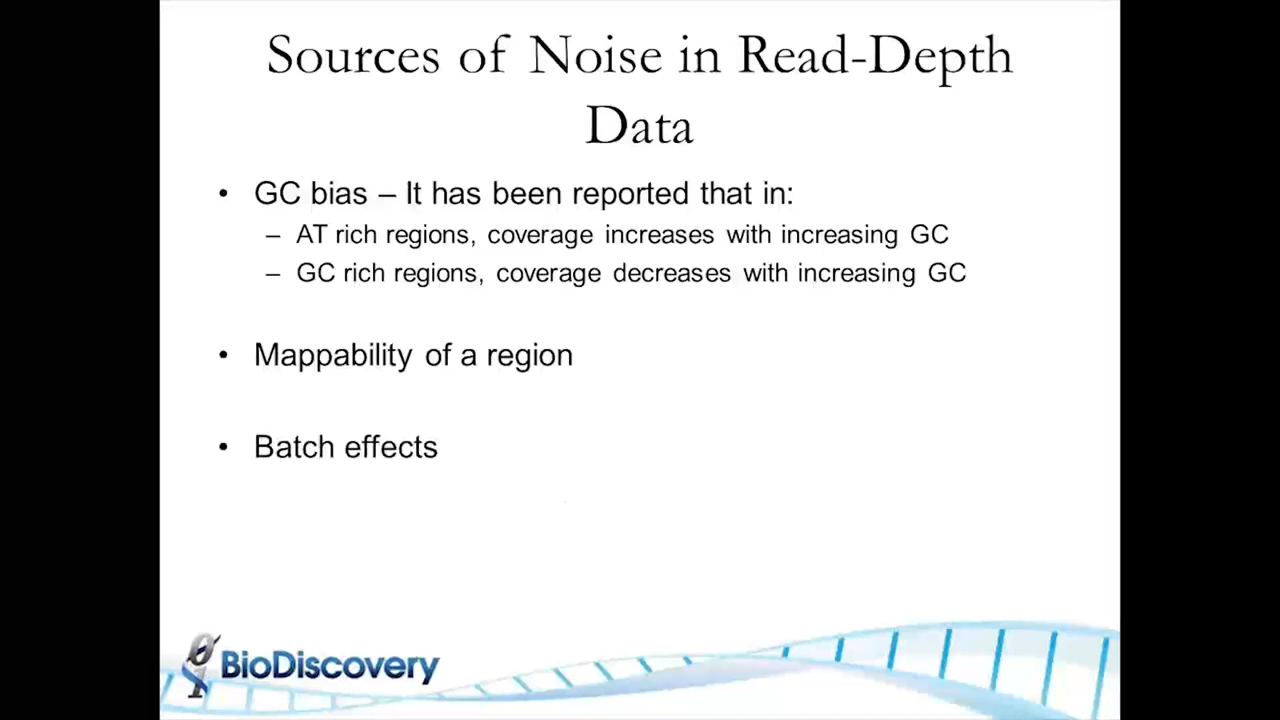 Sources of Noise in Read-Depth
Data
• GC bias – It has been reported that in:
– AT rich regions, coverage increases with increasing GC
– GC rich regions, coverage decreases with increasing GC
• Mappability of a region
• Batch effects
BioDiscovery